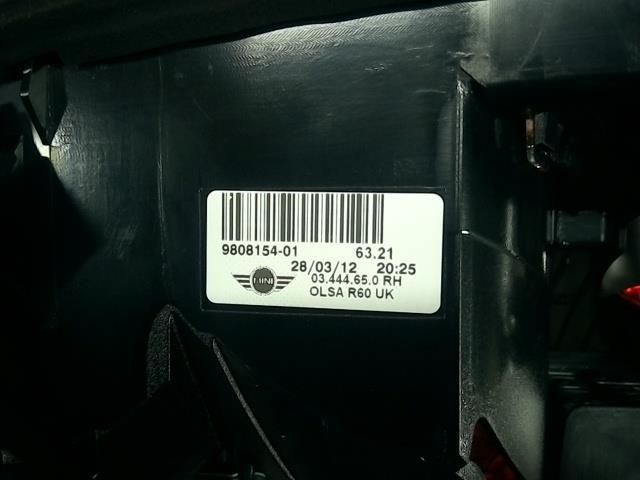 9808154-01 63.21
28/03/12 20:25
MINI 03.444.65.0 RH
OLSA R60 UK